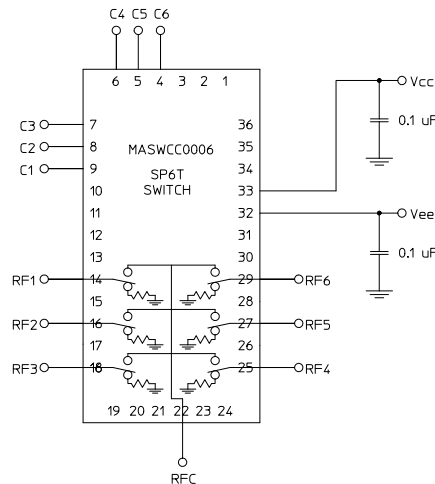 C4 C5 C6
6 5 4 3 2 1
C3 7 36
Vcc
0.1 uF
C2 8 MASWCC0006 35
C1 9 SP6T 34
10 SWITCH 33
11 32 Vee
12 31
0.1 uF
13 30
RF1 14 29 RF6
15 28
RF2 16 27 RF5
17 26
RF3 18 25 RF4
19 20 21 22 23 24
RFC